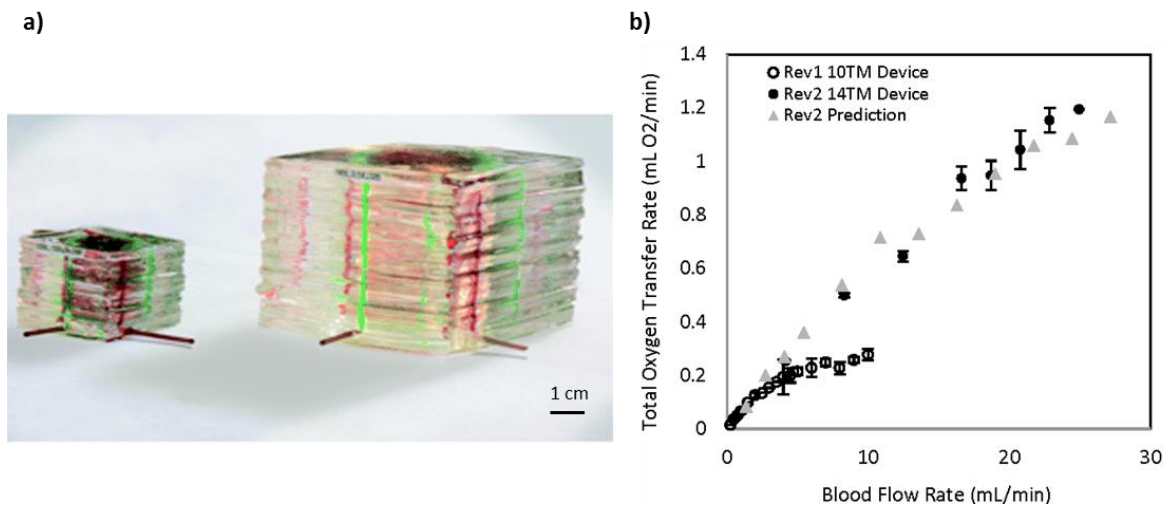 a)
1 cm
b)
Total Oxygen Transfer Rate (mL O2/min)
1.4
1.2
1
0.8
0.6
0.4
0.2
0
Rev1 10TM Device
Rev2 14TM Device
Rev2 Prediction
0
10
20
30
Blood Flow Rate (mL/min)